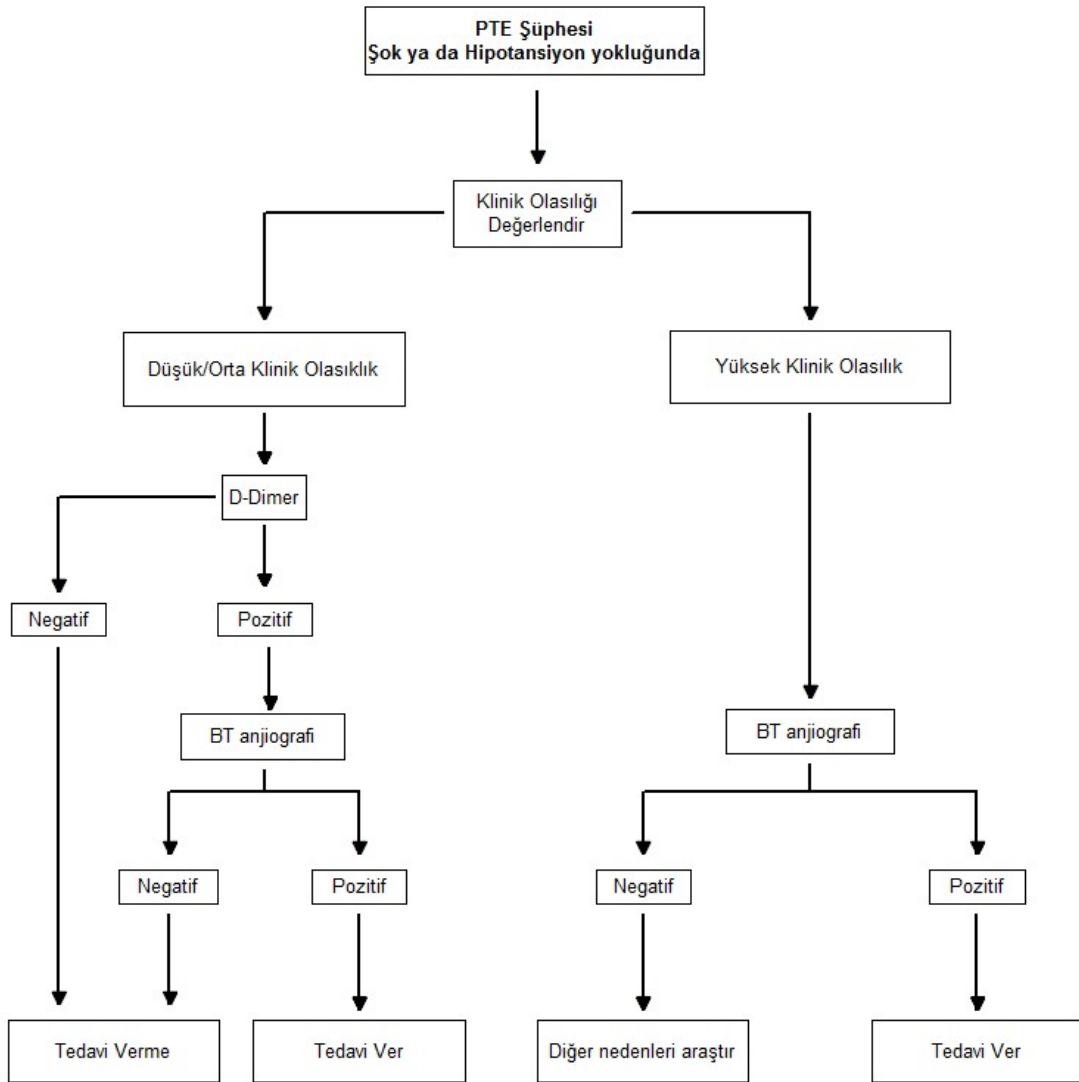 PTE Şüphesi
Şok ya da Hipotansiyon yokluğunda
Klinik Olasılığı
Değerlendir
Düşük/Orta Klinik Olasıklık
Yüksek Klinik Olasılık
D-Dimer
Negatif
Pozitif
BT anjiografi
BT anjiografi
Negatif
Pozitif
Negatif
Pozitif
Tedavi Verme
Tedavi Ver
Diğer nedenleri araştır
Tedavi Ver